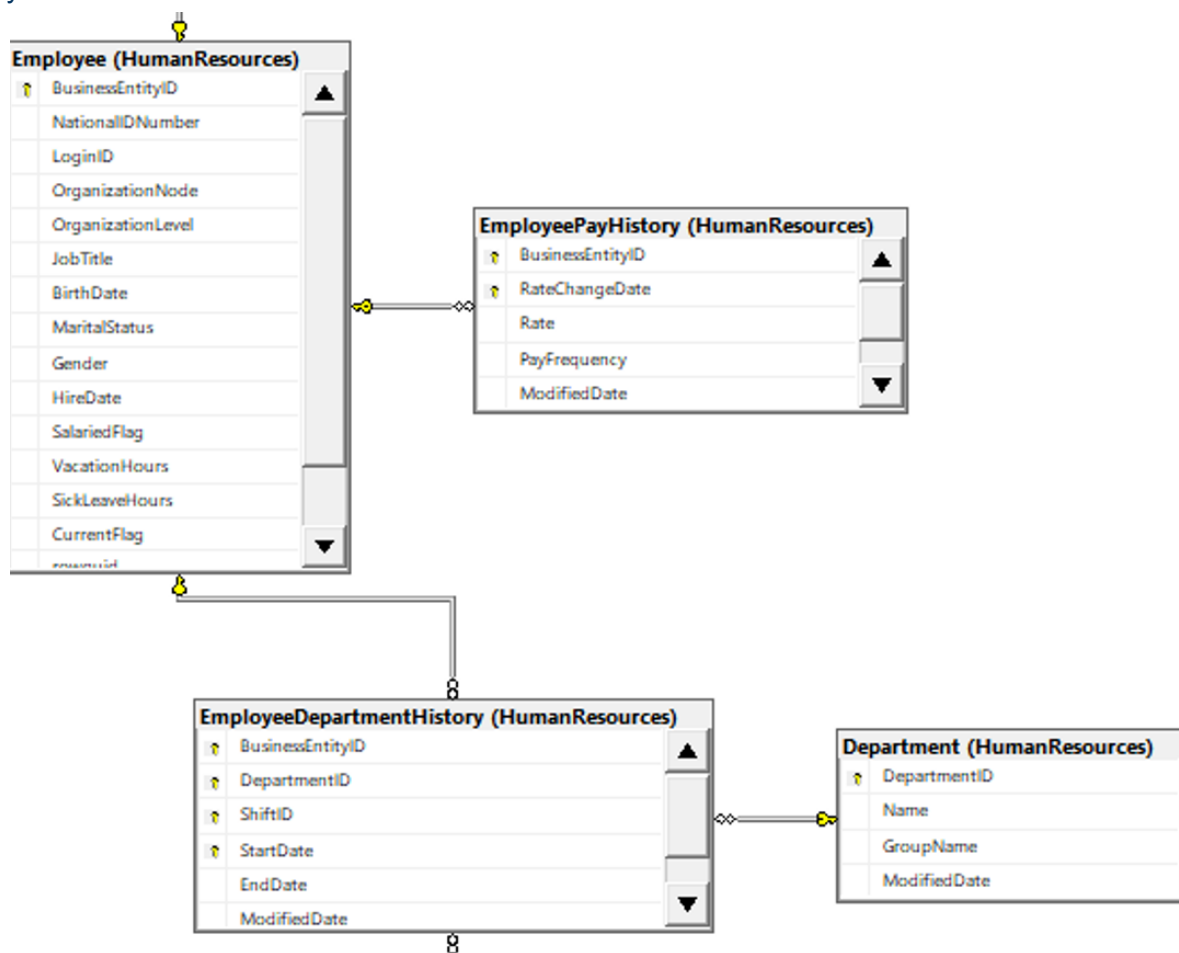 Employee (HumanResources)
BusinessEntityID
NationalIDNumber
LoginID
OrganizationNode
OrganizationLevel
JobTitle
BirthDate
MaritalStatus
Gender
HireDate
SalariedFlag
VacationHours
SickLeaveHours
CurrentFlag
EmployeePayHistory (HumanResources)
BusinessEntityID
RateChangeDate
Rate
PayFrequency
ModifiedDate
EmployeeDepartmentHistory (HumanResources)
BusinessEntityID
DepartmentID
ShiftID
StartDate
EndDate
ModifiedDate
Department (HumanResources)
DepartmentID
Name
GroupName
ModifiedDate